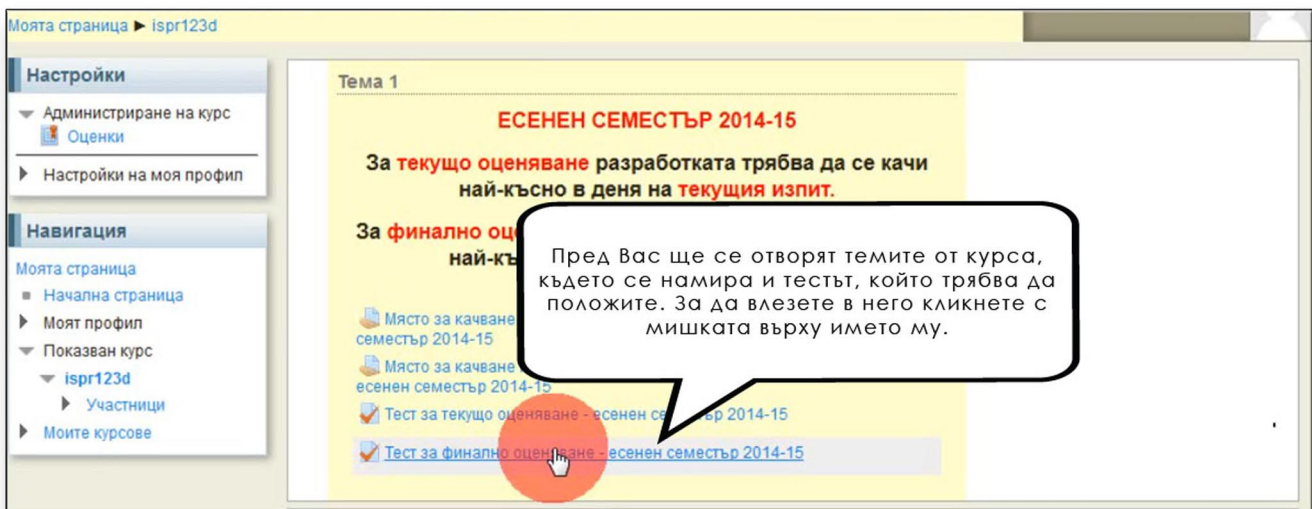 Моята страница ► ispr123d
Настройки
Администриране на курс
Оценки
Настройки на моя профил
Навигация
Моята страница
Начална страница
Моят профил
Показван курс
ispr123d
Участници
Моите курсове
Тема 1
ЕСЕНЕН СЕМЕСТЪР 2014-15
За текущо оценяване разработката трябва да се качи
най-късно в деня на текущия изпит.
За финално
Пред Вас ще се отворят темите от курса,
където се намира и тестът, който трябва да
положите. За да влезете в него кликнете с
мишката върху името му.
Място за качване
семестър 2014-15
Място за качване
есенен семестър 2014-15
Тест за текущо оценяване - есенен семестър 2014-15
Тест за финално оценяване - есенен семестър 2014-15